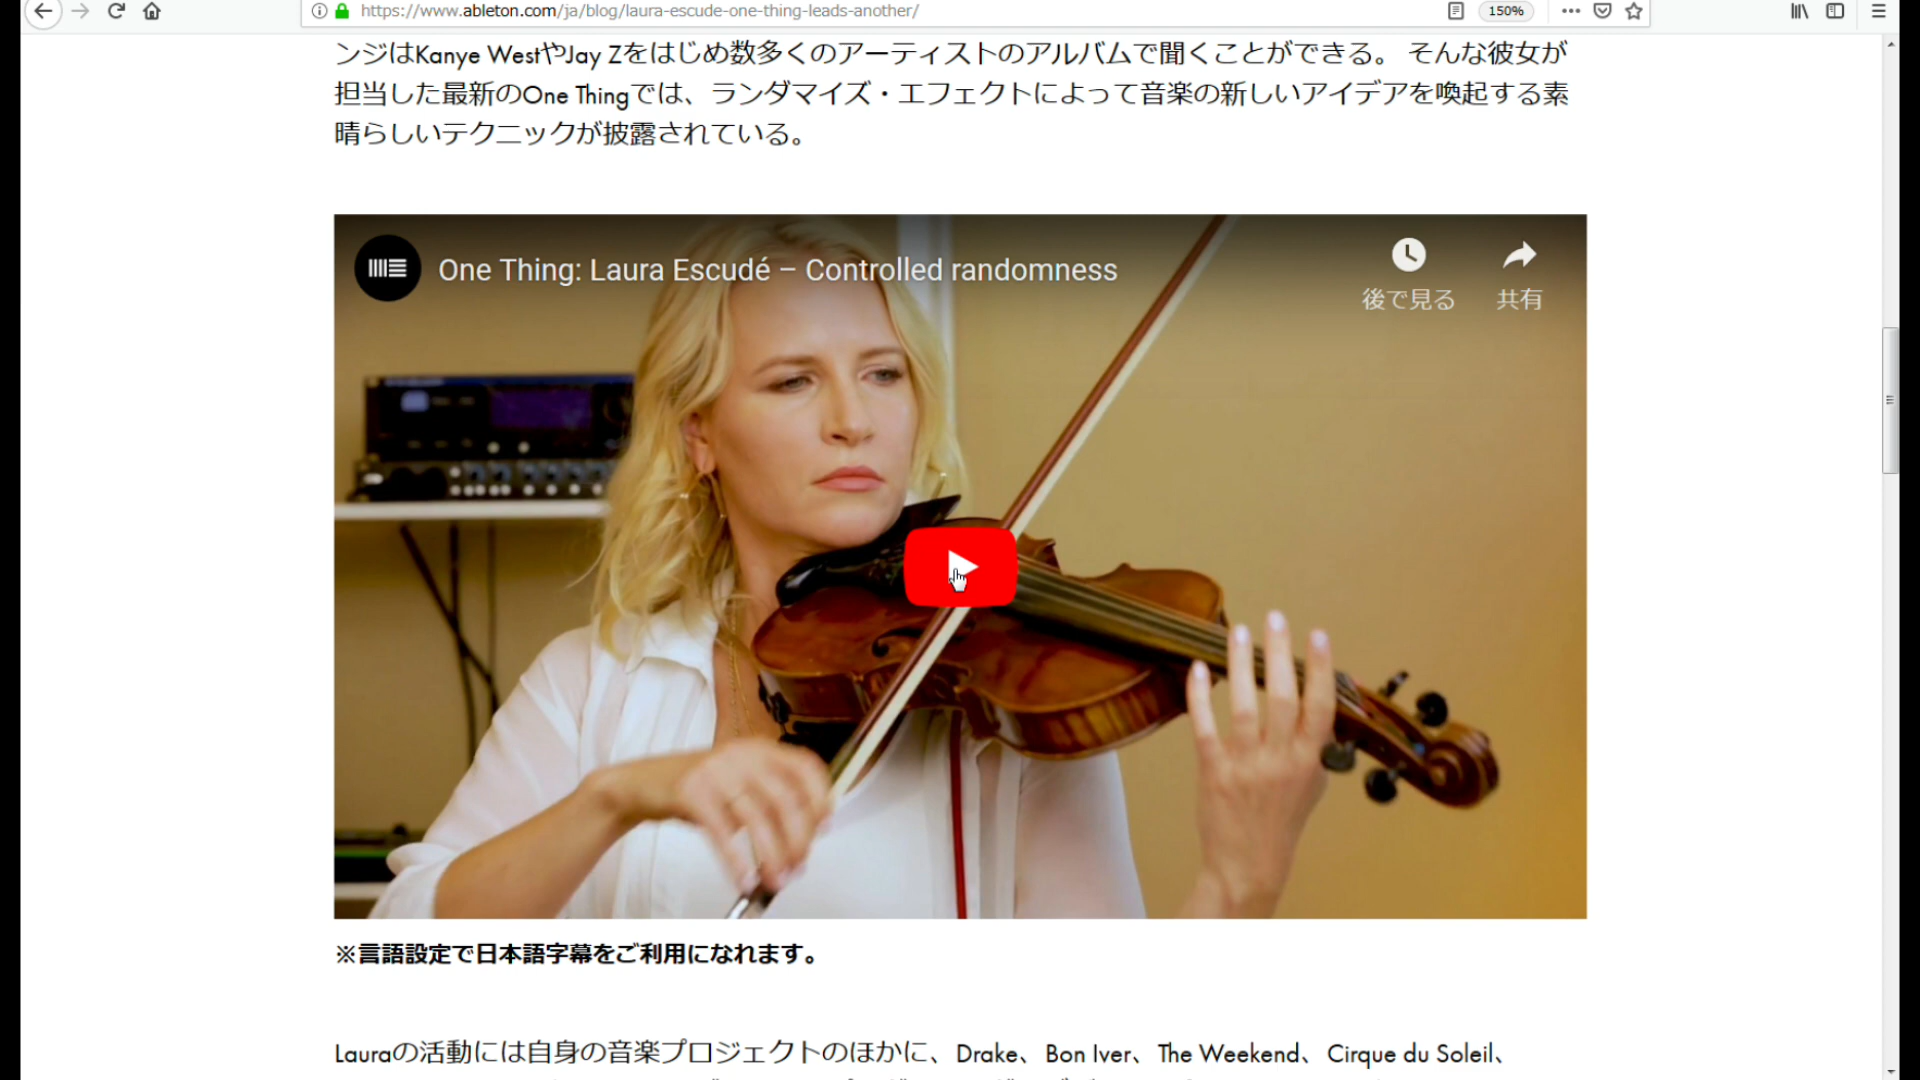 https://www.ableton.com/ja/blog/laura-escude-one-thing-leads-another/
150%
ンジはKanye WestやJay Zをはじめ数多くのアーティストのアルバムで聞くことができる。 そんな彼女が
担当した最新のOne Thingでは、ランダマイズ・エフェクトによって音楽の新しいアイデアを喚起する素
晴らしいテクニックが披露されている。
One Thing: Laura Escudé – Controlled randomness
後で見る
共有
※言語設定で日本語字幕をご利用になれます。
Lauraの活動には自身の音楽プロジェクトのほかに、Drake、Bon Iver、The Weekend、Cirque du Soleil、